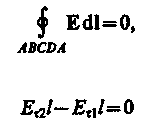 ∮ E dl = 0,
ABCDA
E_{τ2}l − E_{τ1}l = 0